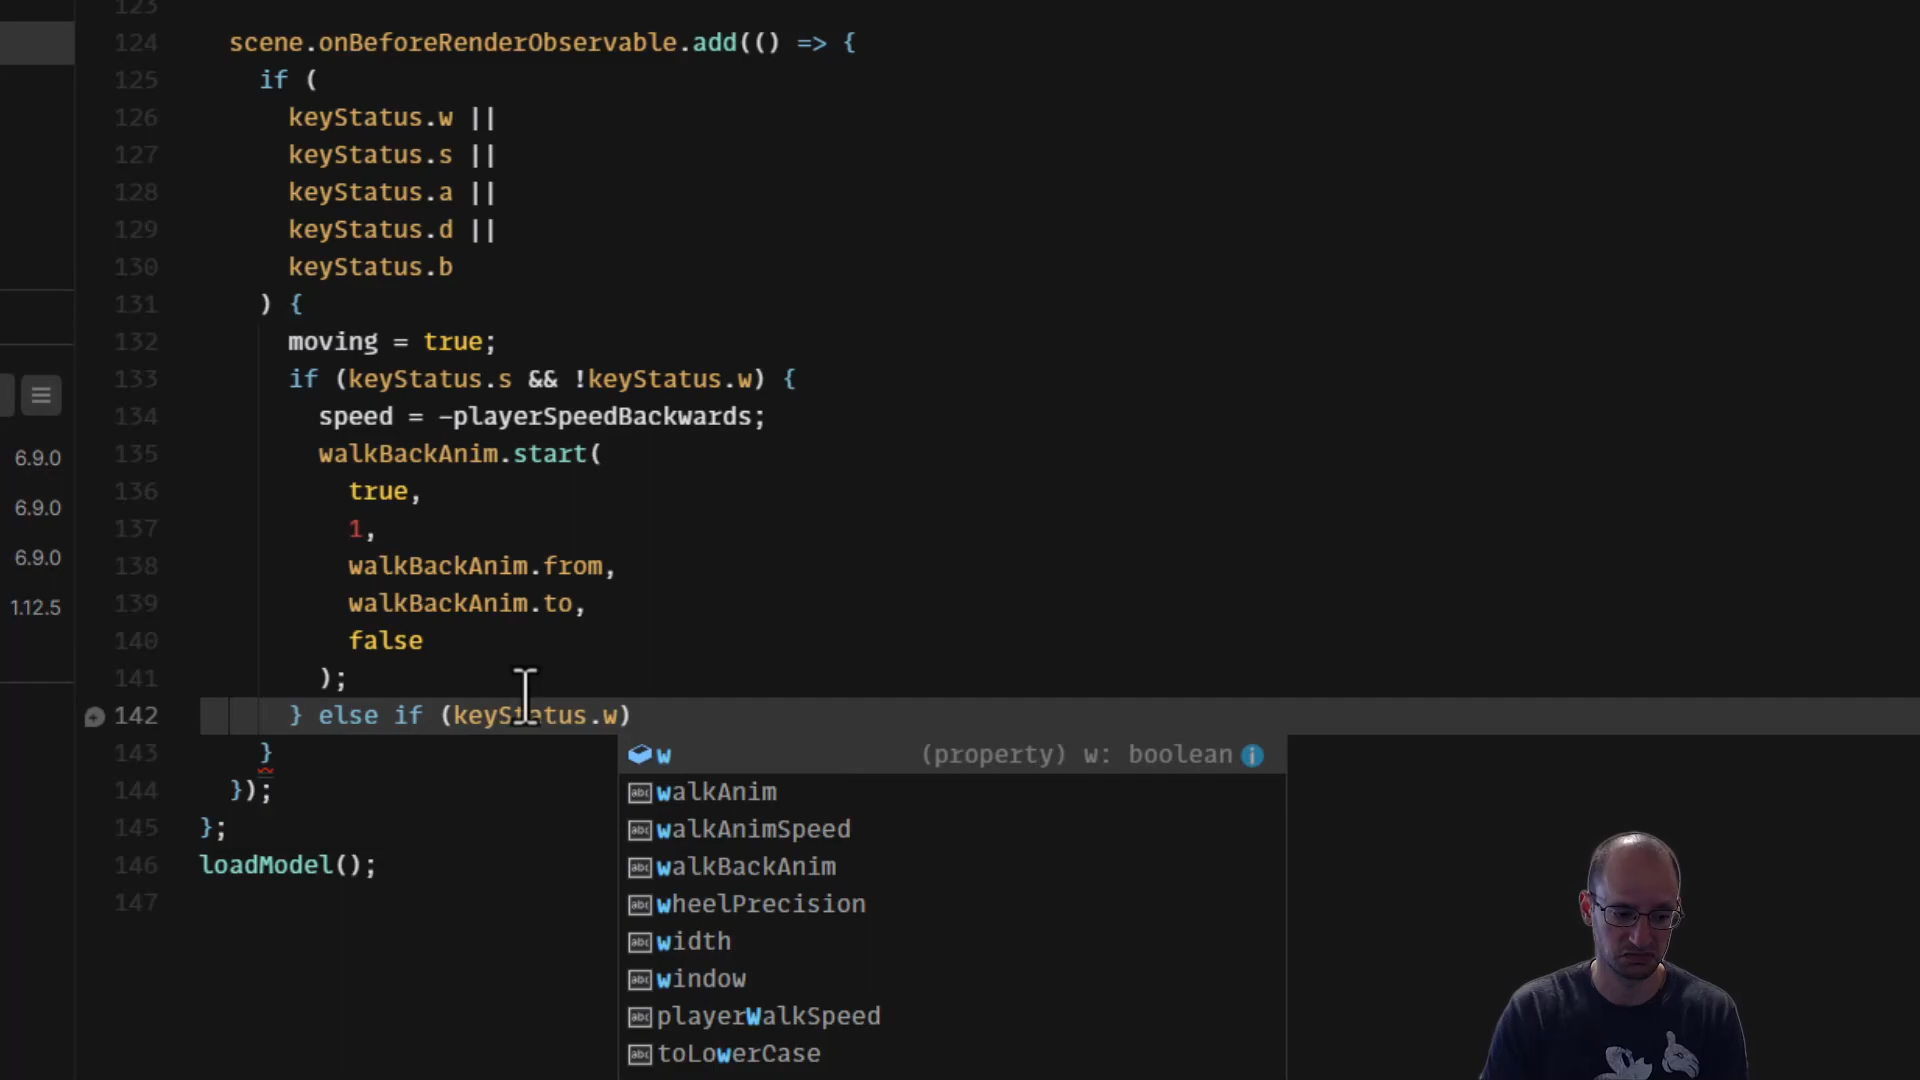 123
124 scene.onBeforeRenderObservable.add(() => {
125 if (
126 keyStatus.w ||
127 keyStatus.s ||
128 keyStatus.a ||
129 keyStatus.d ||
130 keyStatus.b
131 ) {
132 moving = true;
133 if (keyStatus.s && !keyStatus.w) {
134 speed = -playerSpeedBackwards;
135 walkBackAnim.start(
136 true,
137 1,
6.9.0
138 walkBackAnim.from,
6.9.0
139 walkBackAnim.to,
6.9.0
140 false
1.12.5
141 );
142 } else if (keyStatus.w)
143 }
w (property) w: boolean
144 });
walkAnim
145 };
walkAnimSpeed
146 loadModel();
walkBackAnim
147
wheelPrecision
width
window
playerWalkSpeed
toLowerCase